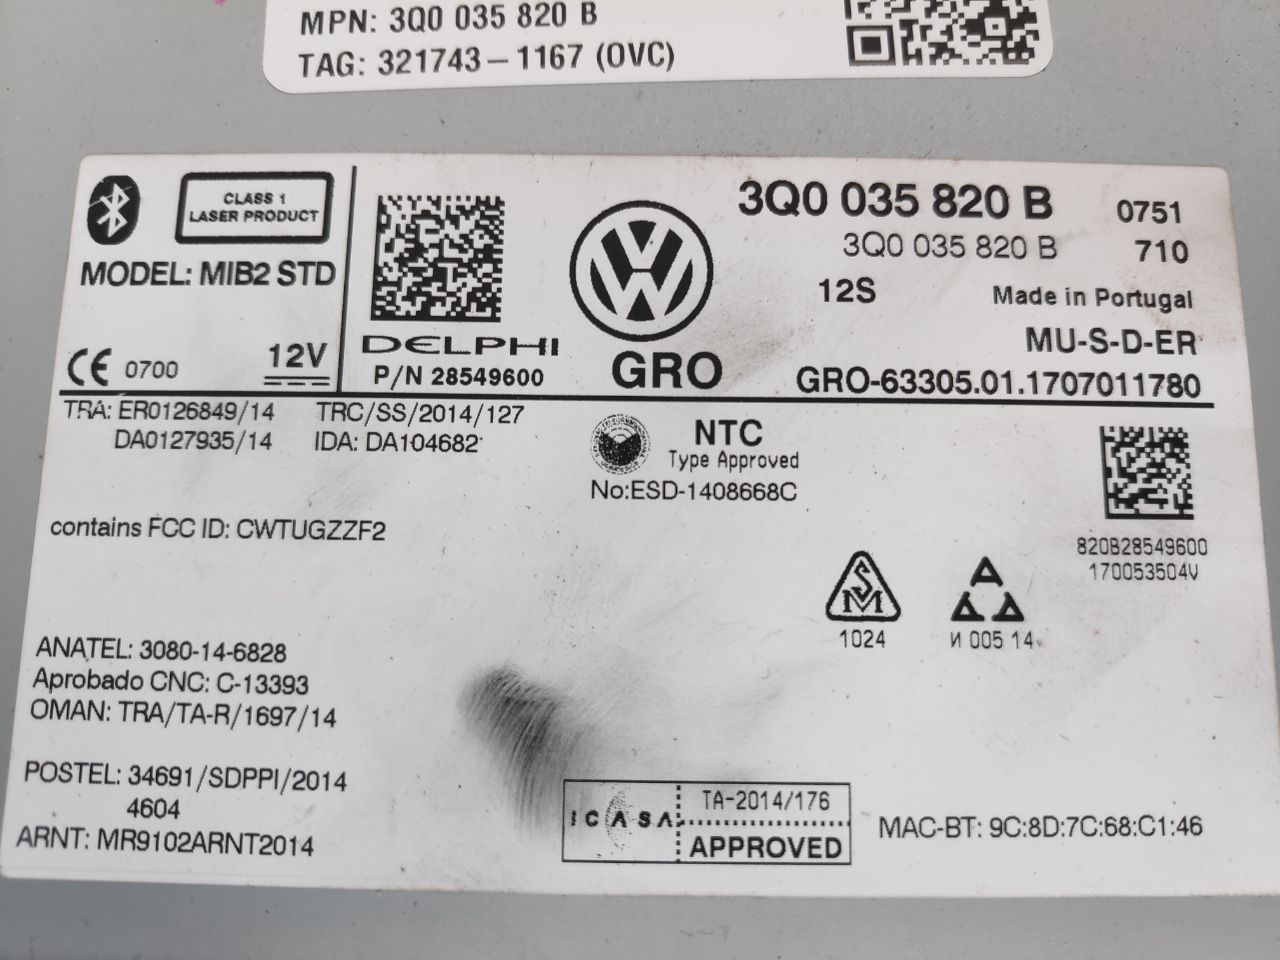 MPN: 3Q0 035 820 B
TAG: 321743-1167 (OVC)
CLASS 1
LASER PRODUCT
MODEL: MIB2 STD
CE 0700
12V
DELPHI
P/N 28549600
VW
GRO
3Q0 035 820 B 0751
3Q0 035 820 B 710
12S Made in Portugal
MU-S-D-ER
GRO-63305.01.1707011780
TRA: ER0126849/14 TRC/SS/2014/127
DA0127935/14 IDA: DA104682
NTC
Type Approved
No:ESD-1408668C
contains FCC ID: CWTUGZZF2
820B28549600
170053504V
SM
1024
AAA
И 005 14
ANATEL: 3080-14-6828
Aprobado CNC: C-13393
OMAN: TRA/TA-R/1697/14
POSTEL: 34691/SDPPI/2014
4604
ARNT: MR9102ARNT2014
ICASA
TA-2014/176
APPROVED
MAC-BT: 9C:8D:7C:68:C1:46